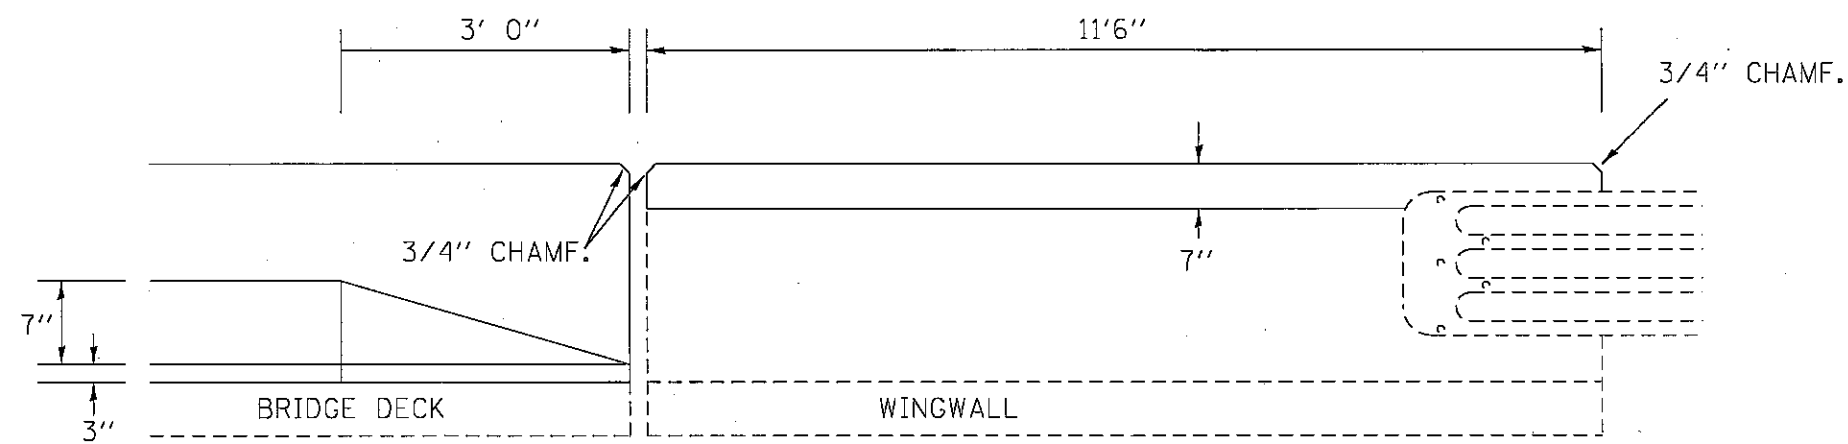 3' 0"
11'6"
3/4" CHAMF.
3/4" CHAMF.
7"
7"
BRIDGE DECK
WINGWALL
3"